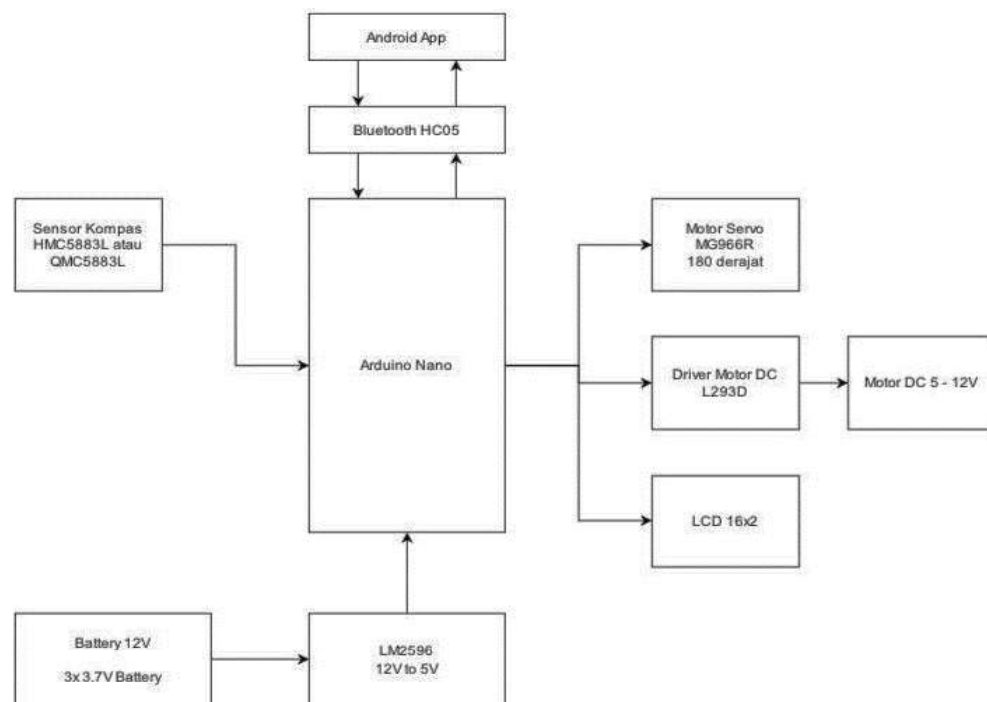 Android App
Bluetooth HC05
Sensor Kompas
HMC5883L atau
QMC5883L
Arduino Nano
Motor Servo
MG966R
180 derajat
Driver Motor DC
L293D
Motor DC 5 - 12V
LCD 16x2
Battery 12V
3x 3.7V Battery
LM2596
12V to 5V